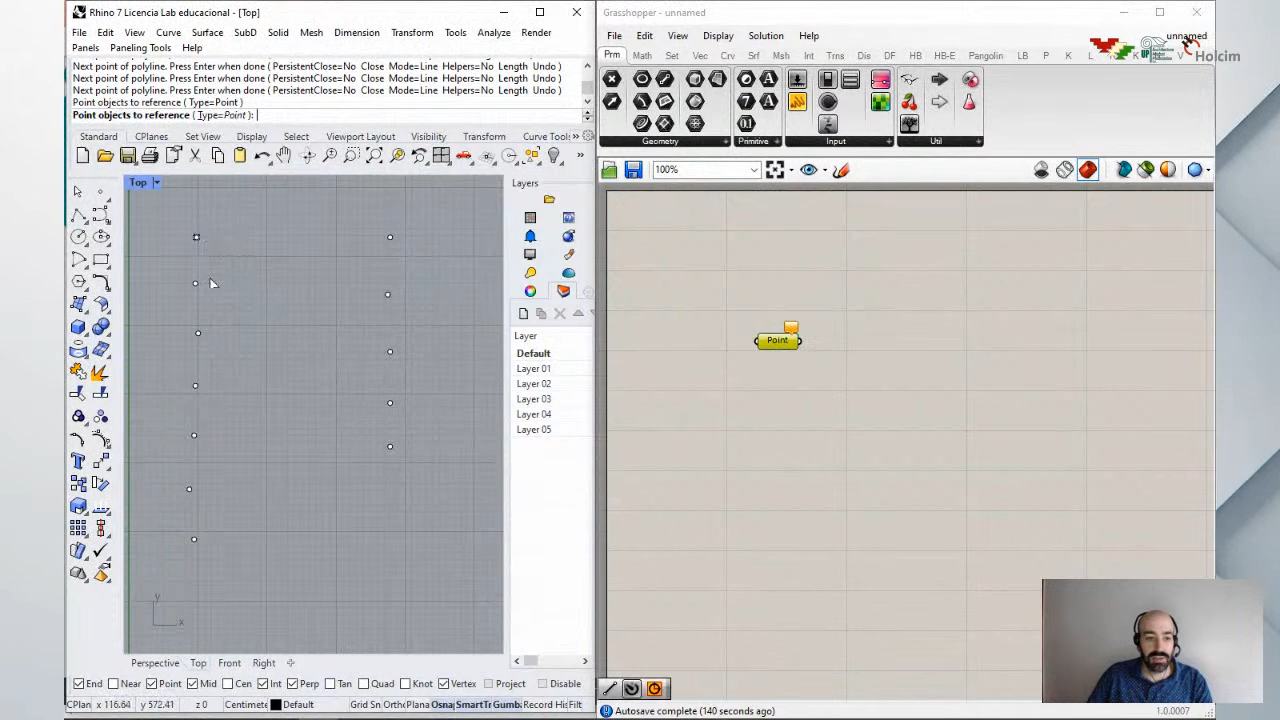 Rhino 7 Licencia Lab educacional - [Top]
File Edit View Curve Surface SubD Solid Mesh Dimension Transform Tools Analyze Render
Panels Paneling Tools Help
Next point of polyline. Press Enter when done ( PersistentClose=No Close Mode=Line Helpers=No Length Undo )
Next point of polyline. Press Enter when done ( PersistentClose=No Close Mode=Line Helpers=No Length Undo )
Next point of polyline. Press Enter when done ( PersistentClose=No Close Mode=Line Helpers=No Length Undo )
Point objects to reference ( Type=Point )
Point objects to reference ( Type=Point ):
Standard CPlanes Set View Display Select Viewport Layout Visibility Transform Curve Tools »
Top
Layers
Layer
Default
Layer 01
Layer 02
Layer 03
Layer 04
Layer 05
y
x
Perspective Top Front Right
End Near Point Mid Cen Int Perp Tan Quad Knot Vertex Project Disable
CPlan x 116.64 y 572.41 z 0 Centimete Default Grid Sn Ortho Plana Osna SmartTr Gumba Record Hi Filt
Grasshopper - unnamed
File Edit View Display Solution Help
unnamed
Prm Math Set Vec Crv Srf Msh Int Trns Dis DF HB HB-E Pangolin LB P K L K V
Holcim
Geometry Primitive Input Util
100%
Point
Autosave complete (140 seconds ago)
1.0.0007